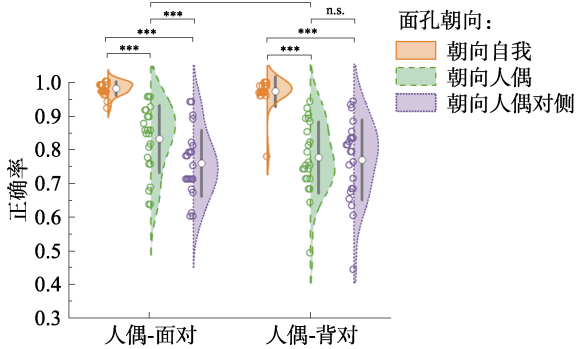 ***
n.s.
***
***
***
***
面孔朝向：
朝向自我
朝向人偶
朝向人偶对侧
正确率
1.0
0.9
0.8
0.7
0.6
0.5
0.4
0.3
人偶-面对
人偶-背对